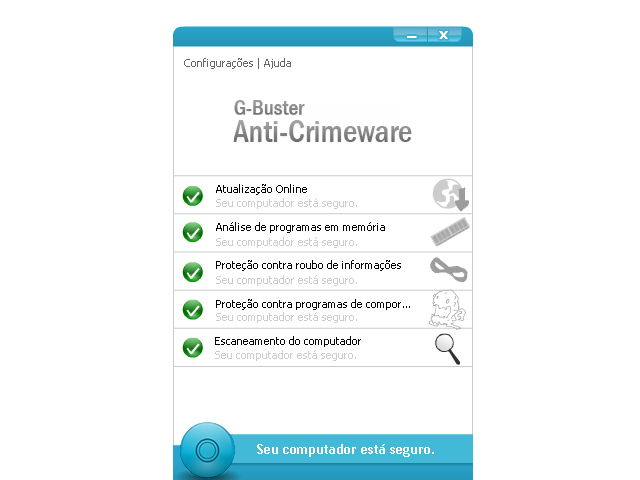 Configurações | Ajuda
G-Buster
Anti-Crimeware
Atualização Online
Seu computador está seguro.
Análise de programas em memória
Seu computador está seguro.
Proteção contra roubo de informações
Seu computador está seguro.
Proteção contra programas de compor...
Seu computador está seguro.
Escaneamento do computador
Seu computador está seguro.
Seu computador está seguro.